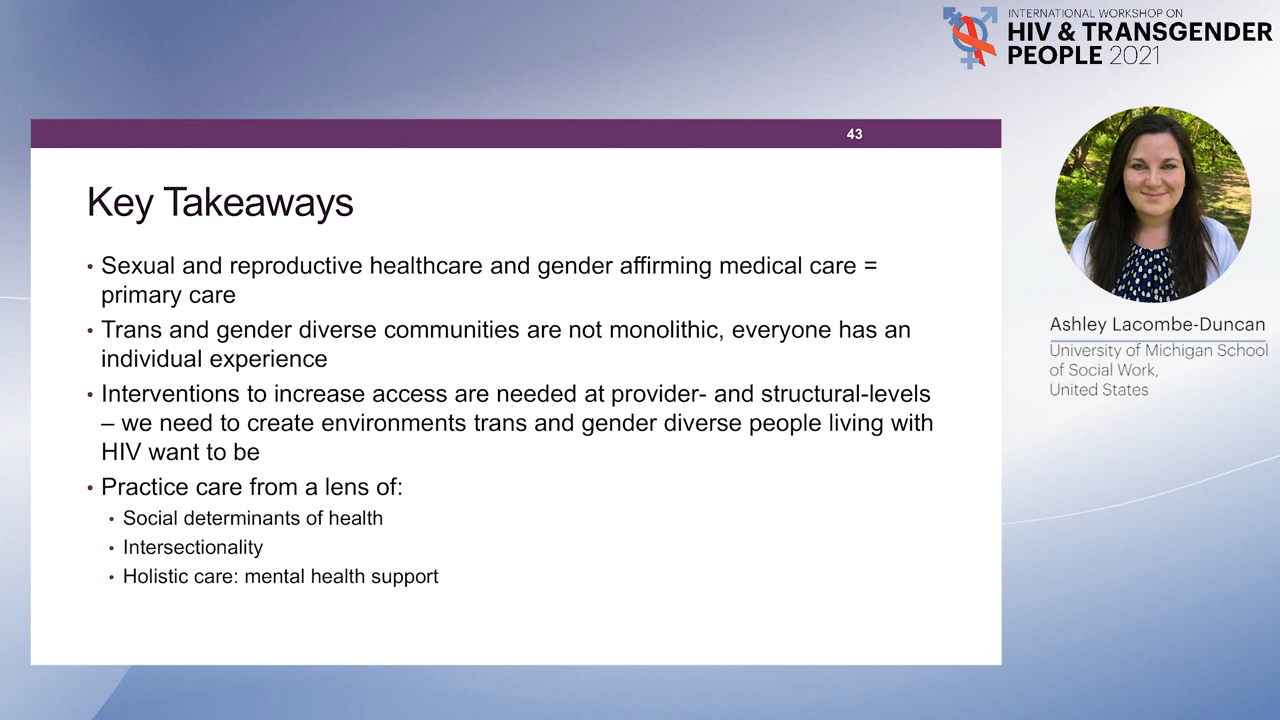 INTERNATIONAL WORKSHOP ON
HIV & TRANSGENDER
PEOPLE 2021
43
Key Takeaways
• Sexual and reproductive healthcare and gender affirming medical care =
primary care
• Trans and gender diverse communities are not monolithic, everyone has an
individual experience
• Interventions to increase access are needed at provider- and structural-levels
– we need to create environments trans and gender diverse people living with
HIV want to be
• Practice care from a lens of:
• Social determinants of health
• Intersectionality
• Holistic care: mental health support
Ashley Lacombe-Duncan
University of Michigan School
of Social Work,
United States